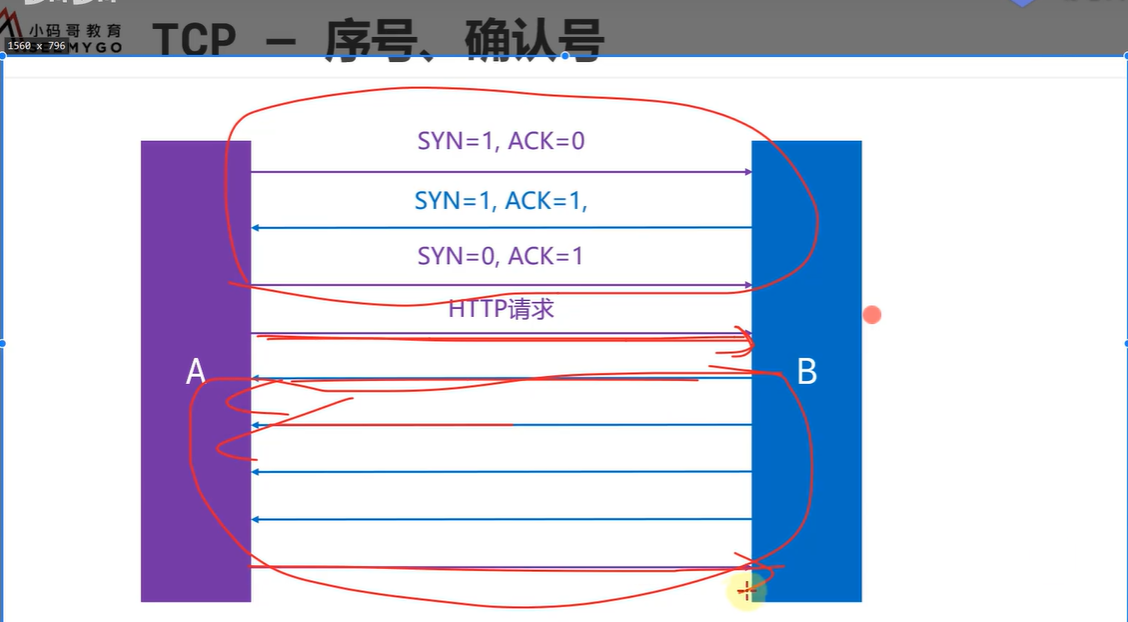 小码哥教育
TCP – 序号、确认号
1560 x 796
SYN=1, ACK=0
SYN=1, ACK=1,
SYN=0, ACK=1
HTTP请求
A
B